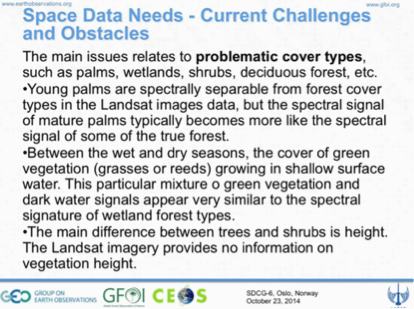 www.earthobservations.org
www.gfoi.org
Space Data Needs - Current Challenges
and Obstacles
The main issues relates to problematic cover types,
such as palms, wetlands, shrubs, deciduous forest, etc.
•Young palms are spectrally separable from forest cover
types in the Landsat images data, but the spectral signal
of mature palms typically becomes more like the spectral
signal of some of the true forest.
•Between the wet and dry seasons, the cover of green
vegetation (grasses or reeds) growing in shallow surface
water. This particular mixture o green vegetation and
dark water signals appear very similar to the spectral
signature of wetland forest types.
•The main difference between trees and shrubs is height.
The Landsat imagery provides no information on
vegetation height.
GEO GROUP ON
EARTH OBSERVATIONS
GFOI
CEOS
SDCG-6, Oslo, Norway
October 23, 2014